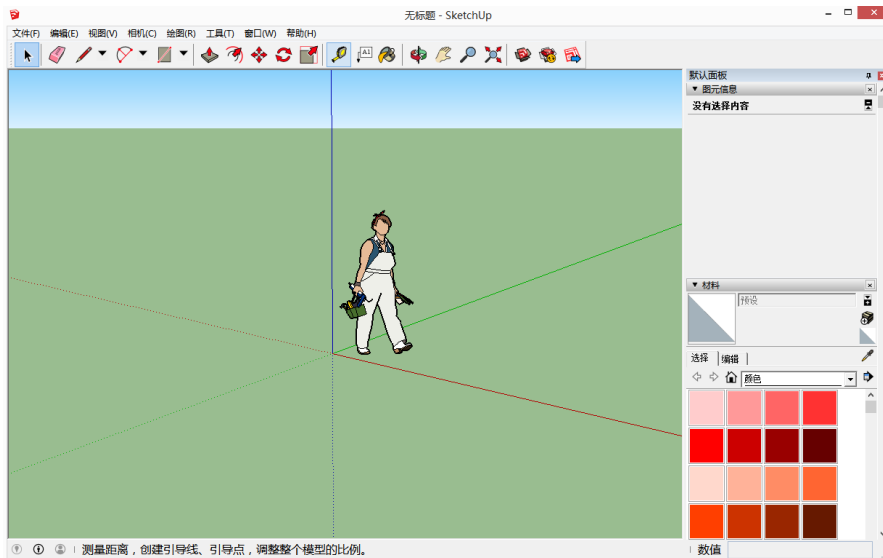 无标题 - SketchUp
文件(F) 编辑(E) 视图(V) 相机(C) 绘图(R) 工具(T) 窗口(W) 帮助(H)
A1
默认面板
图元信息
没有选择内容
材料
预设
选择 编辑
颜色
测量距离，创建引导线、引导点，调整整个模型的比例。
数值